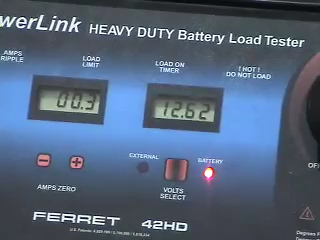 werLink HEAVY DUTY Battery Load Tester
AMPS
RIPPLE
LOAD
LIMIT
LOAD ON
TIMER
! HOT !
DO NOT LOAD
00.3
12.62
EXTERNAL
BATTERY
OF
AMPS ZERO
VOLTS
SELECT
FERRET 42HD
Degrees F